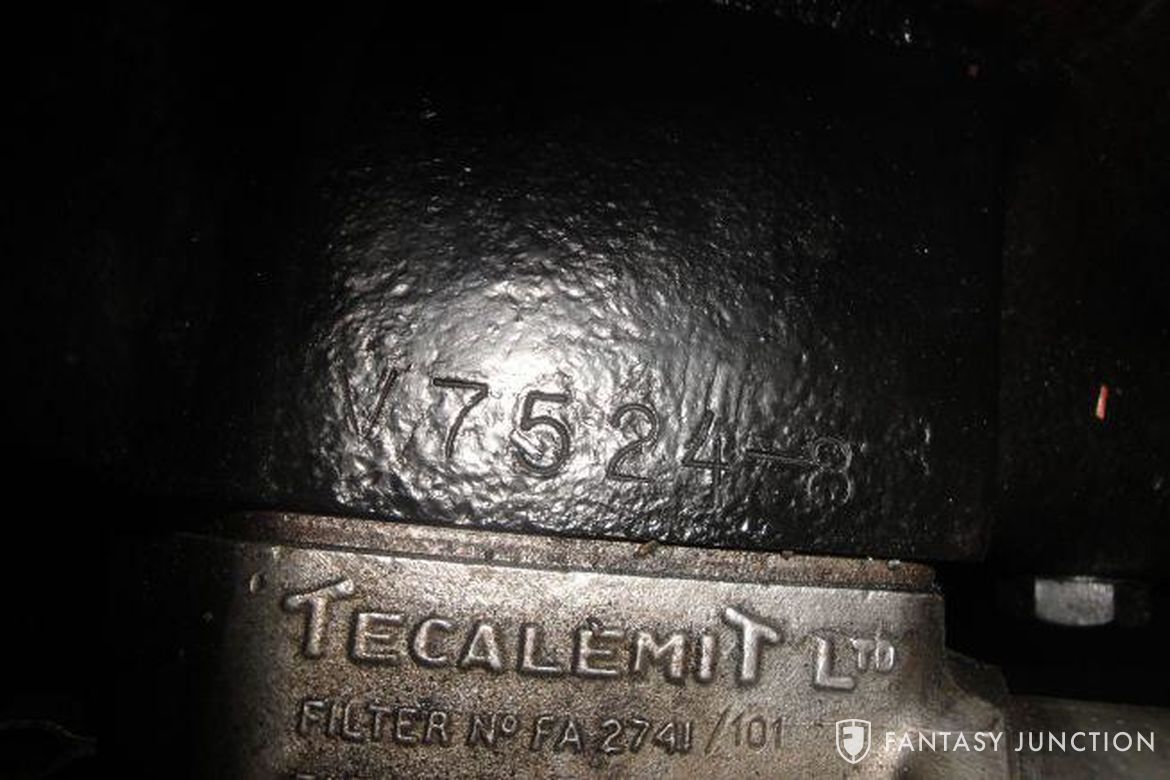 V7524-8
TECALEMIT LTD
FILTER Nº FA 2741/101
FANTASY JUNCTION